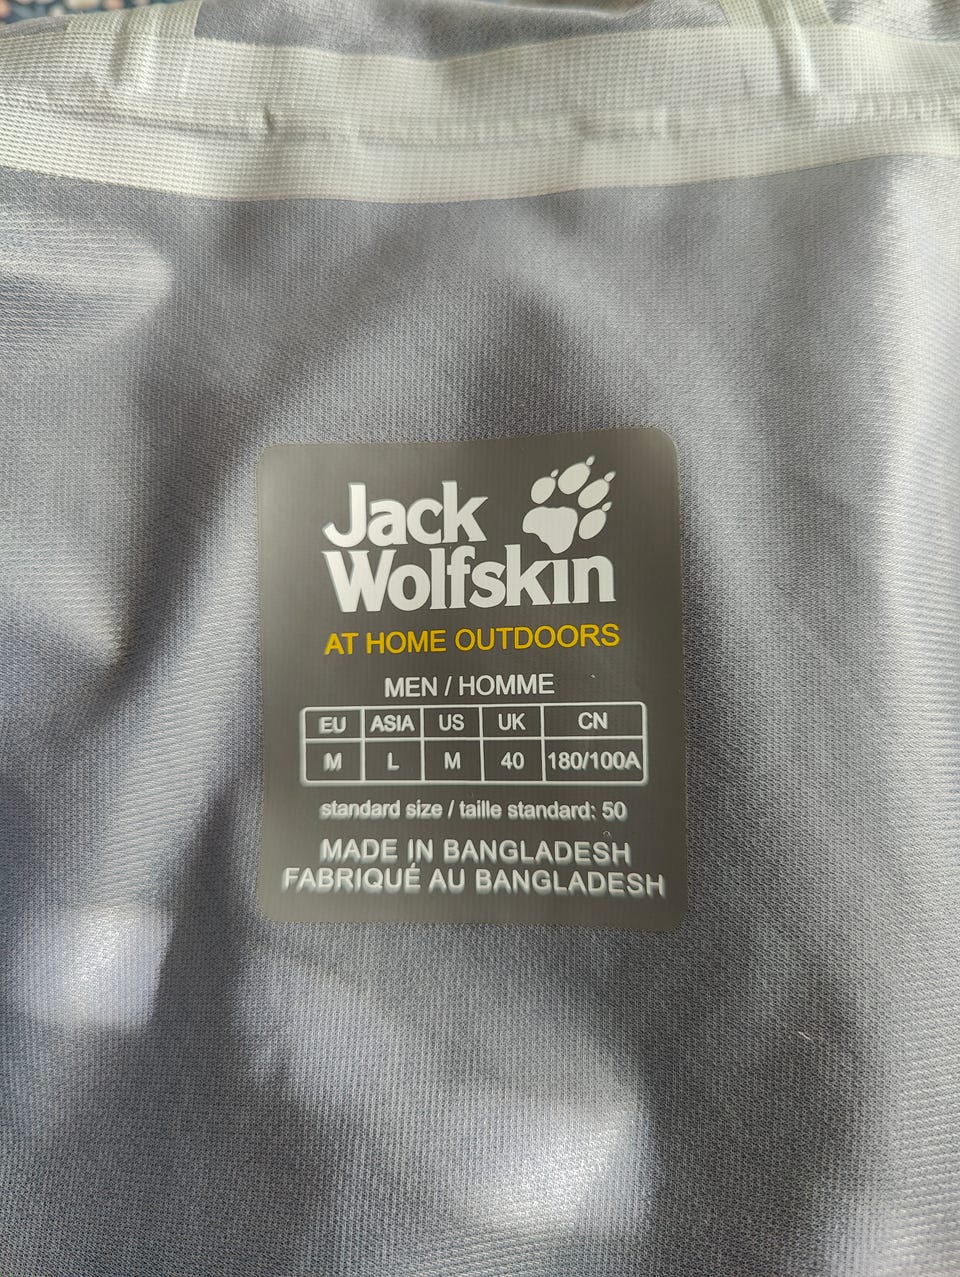 Jack
Wolfskin
AT HOME OUTDOORS
MEN / HOMME
EU ASIA US UK CN
M L M 40 180/100A
standard size / taille standard: 50
MADE IN BANGLADESH
FABRIQUÉ AU BANGLADESH